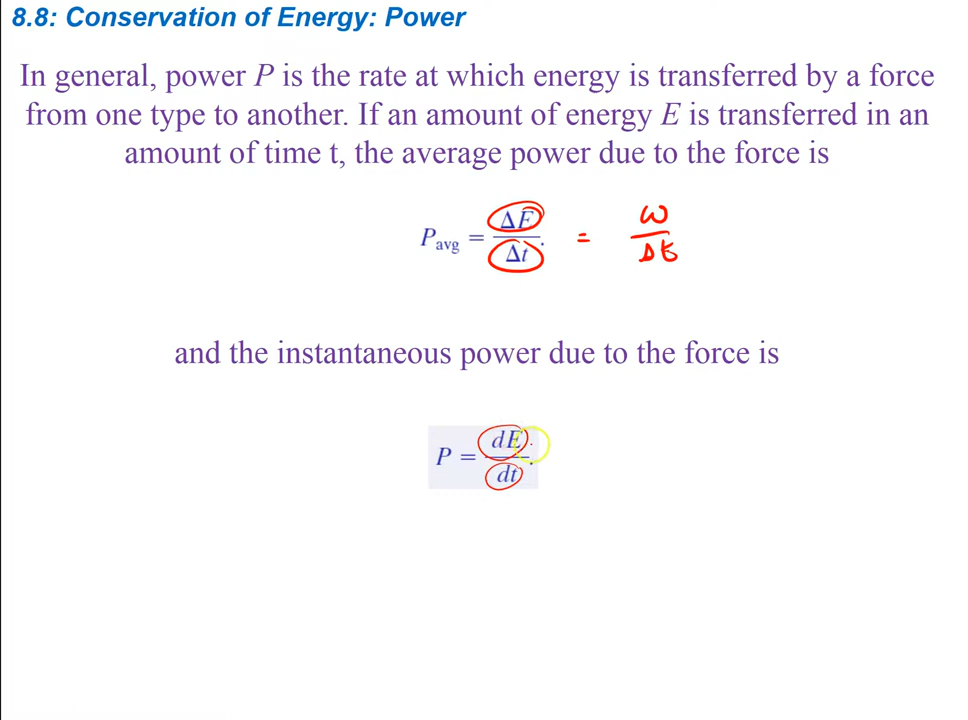 8.8: Conservation of Energy: Power
In general, power P is the rate at which energy is transferred by a force
from one type to another. If an amount of energy E is transferred in an
amount of time t, the average power due to the force is
P_avg = ΔE/Δt. = W/Δt
and the instantaneous power due to the force is
P = dE/dt.